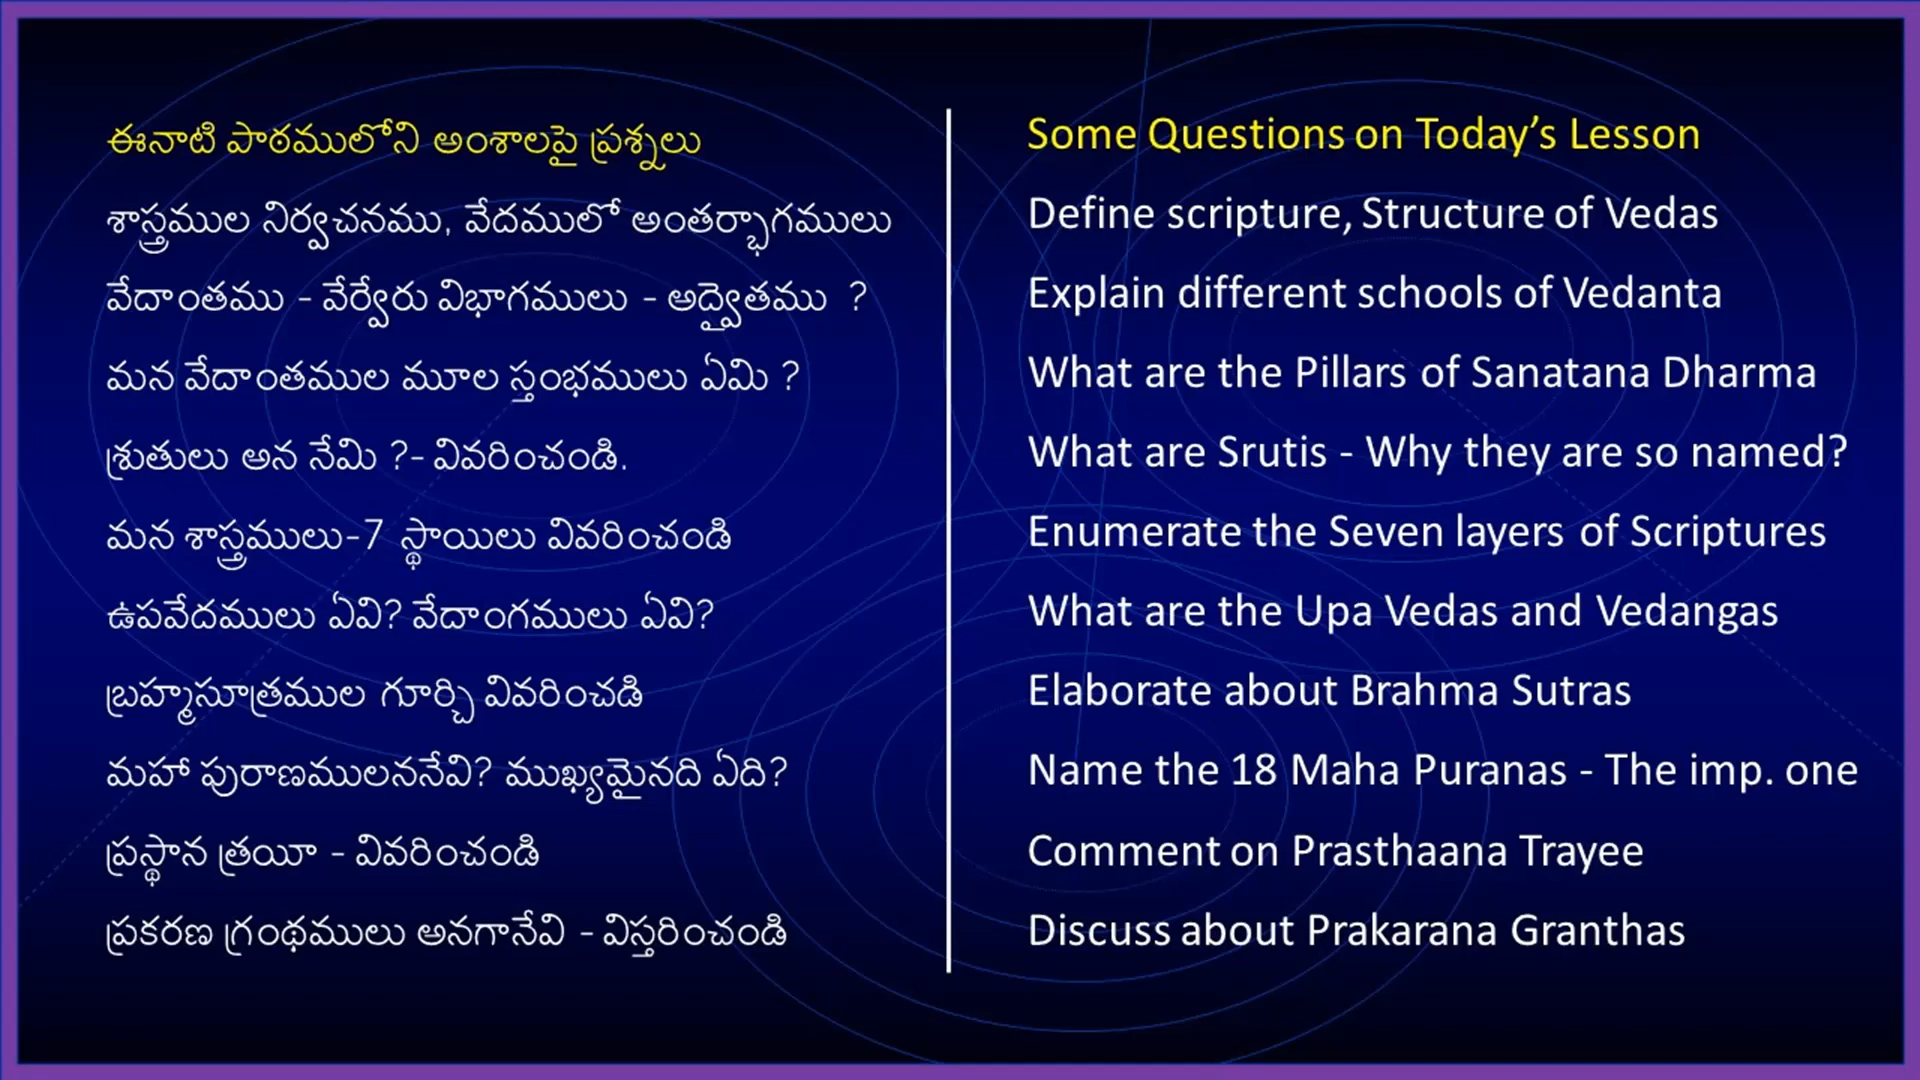 ఈనాటి పాఠములోని అంశాలపై ప్రశ్నలు
శాస్త్రముల నిర్వచనము, వేదములో అంతర్భాగములు
వేదాంతము - వేర్వేరు విభాగములు - అద్వైతము ?
మన వేదాంతముల మూల స్తంభములు ఏమి ?
శ్రుతులు అన నేమి ?- వివరించండి.
మన శాస్త్రములు-7 స్థాయిలు వివరించండి
ఉపవేదములు ఏవి? వేదాంగములు ఏవి?
బ్రహ్మసూత్రముల గూర్చి వివరించడి
మహా పురాణములననేవి? ముఖ్యమైనది ఏది?
ప్రస్థాన త్రయీ - వివరించండి
ప్రకరణ గ్రంథములు అనగానేవి - విస్తరించండి
Some Questions on Today’s Lesson
Define scripture, Structure of Vedas
Explain different schools of Vedanta
What are the Pillars of Sanatana Dharma
What are Srutis - Why they are so named?
Enumerate the Seven layers of Scriptures
What are the Upa Vedas and Vedangas
Elaborate about Brahma Sutras
Name the 18 Maha Puranas - The imp. one
Comment on Prasthaana Trayee
Discuss about Prakarana Granthas